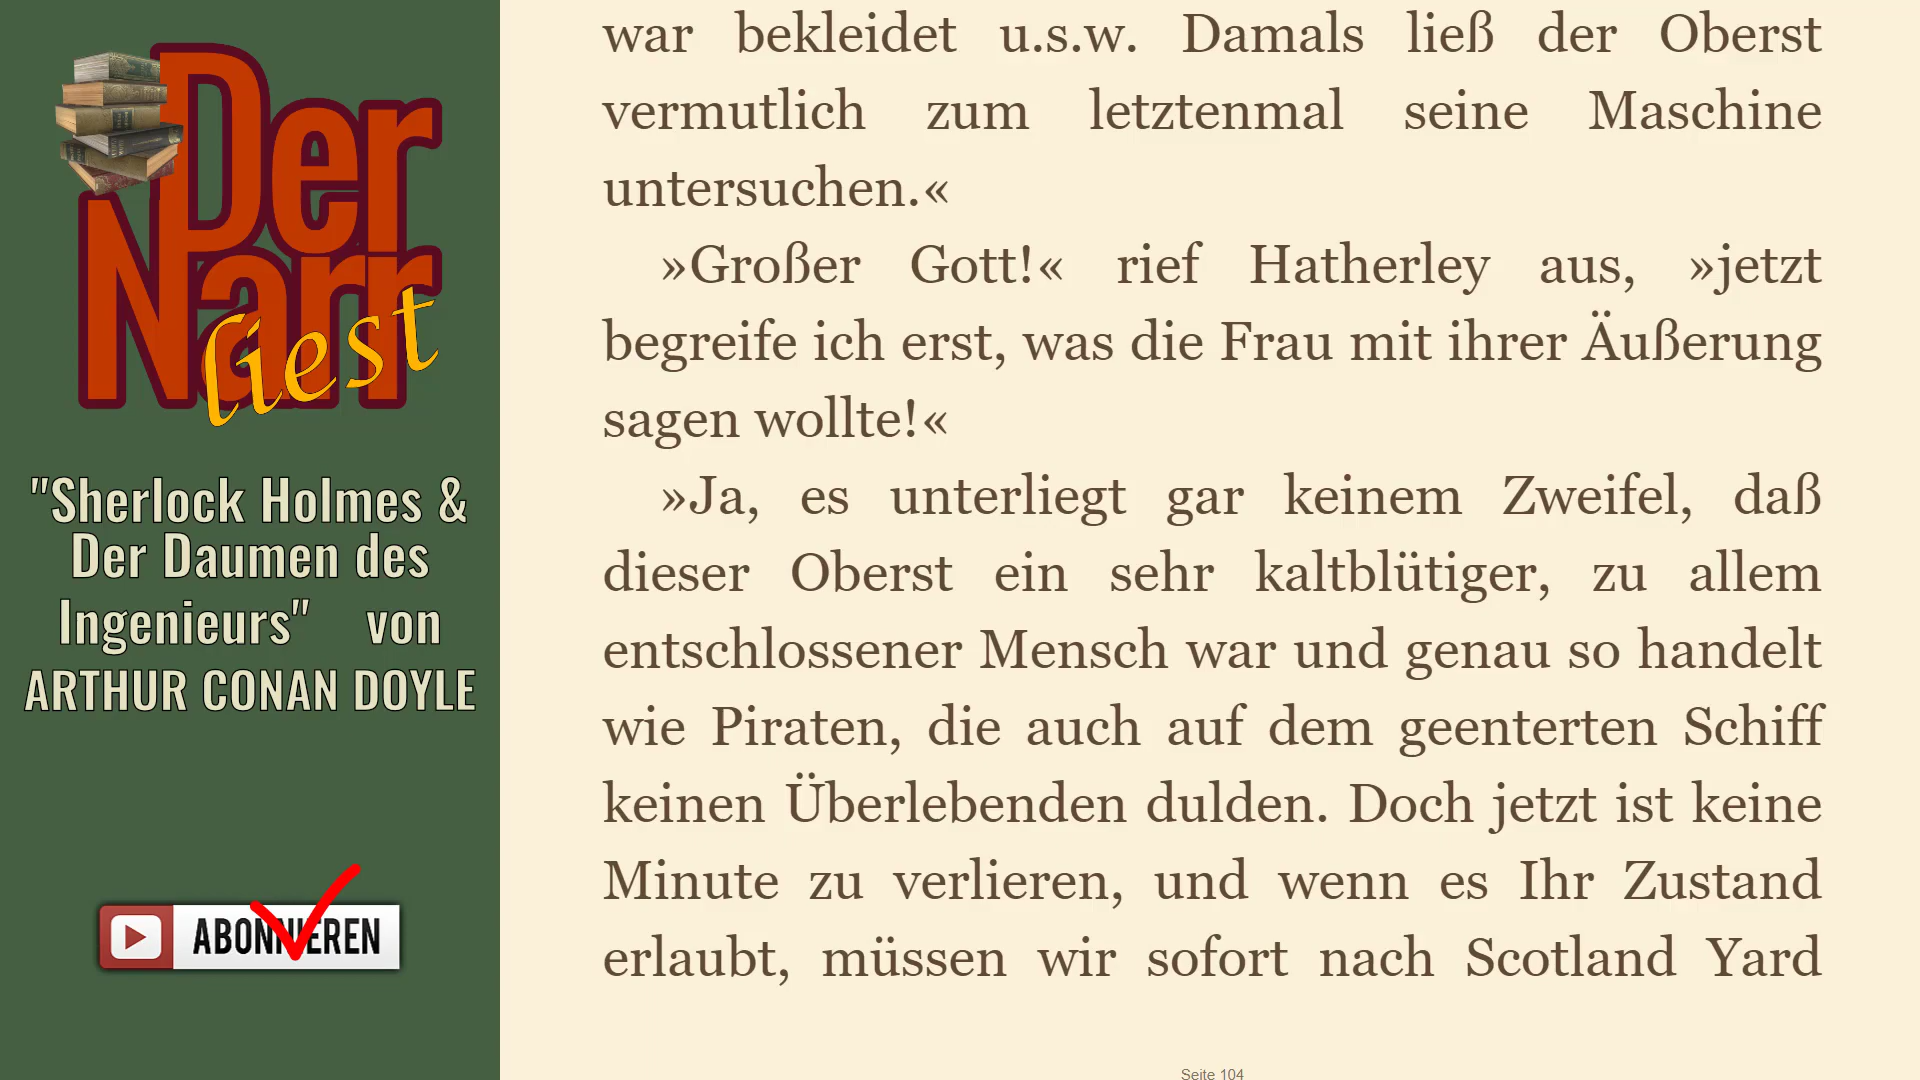 Der
Narr
liest
"Sherlock Holmes &
Der Daumen des
Ingenieurs" von
ARTHUR CONAN DOYLE
ABONNIEREN
war bekleidet u.s.w. Damals ließ der Oberst
vermutlich zum letztenmal seine Maschine
untersuchen.«
»Großer Gott!« rief Hatherley aus, »jetzt
begreife ich erst, was die Frau mit ihrer Äußerung
sagen wollte!«
»Ja, es unterliegt gar keinem Zweifel, daß
dieser Oberst ein sehr kaltblütiger, zu allem
entschlossener Mensch war und genau so handelt
wie Piraten, die auch auf dem geenterten Schiff
keinen Überlebenden dulden. Doch jetzt ist keine
Minute zu verlieren, und wenn es Ihr Zustand
erlaubt, müssen wir sofort nach Scotland Yard
Seite 104